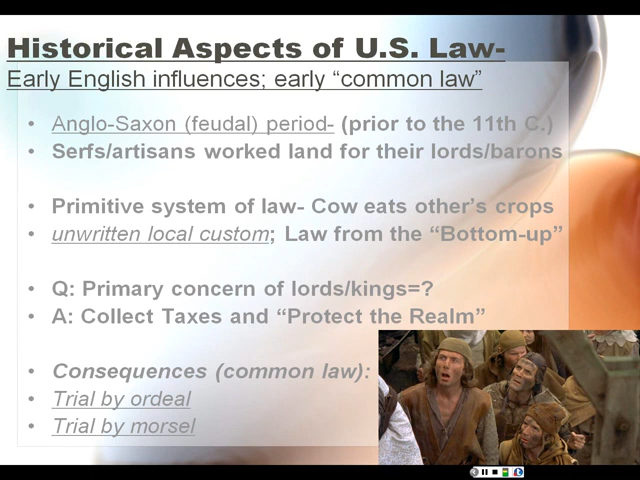 Historical Aspects of U.S. Law-
Early English influences; early “common law”
• Anglo-Saxon (feudal) period- (prior to the 11th C.)
• Serfs/artisans worked land for their lords/barons
• Primitive system of law- Cow eats other’s crops
• unwritten local custom; Law from the “Bottom-up”
• Q: Primary concern of lords/kings=?
• A: Collect Taxes and “Protect the Realm”
• Consequences (common law):
• Trial by ordeal
• Trial by morsel